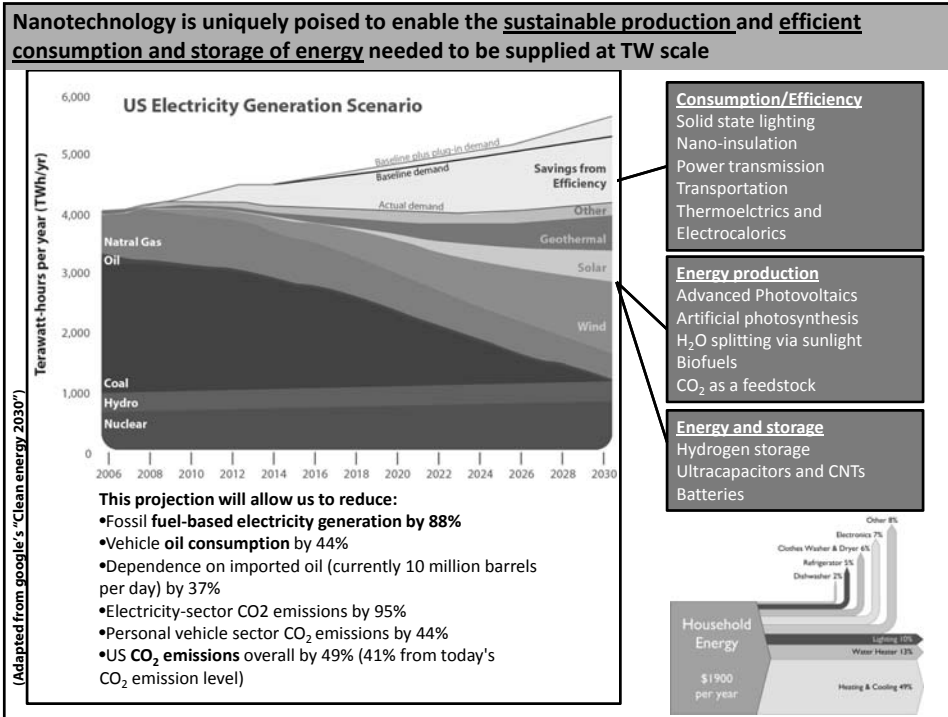 Nanotechnology is uniquely poised to enable the sustainable production and efficient
consumption and storage of energy needed to be supplied at TW scale
US Electricity Generation Scenario
Terawatt-hours per year (TWh/yr)
6,000
5,000
4,000
3,000
2,000
1,000
0
Baseline plus plug-in demand
Baseline demand
Savings from
Efficiency
Actual demand
Other
Geothermal
Solar
Wind
Natral Gas
Oil
Coal
Hydro
Nuclear
2006 2008 2010 2012 2014 2016 2018 2020 2022 2024 2026 2028 2030
(Adapted from google's “Clean energy 2030”)
This projection will allow us to reduce:
•Fossil fuel-based electricity generation by 88%
•Vehicle oil consumption by 44%
•Dependence on imported oil (currently 10 million barrels
per day) by 37%
•Electricity-sector CO2 emissions by 95%
•Personal vehicle sector CO₂ emissions by 44%
•US CO₂ emissions overall by 49% (41% from today's
CO₂ emission level)
Consumption/Efficiency
Solid state lighting
Nano-insulation
Power transmission
Transportation
Thermoelctrics and
Electrocalorics
Energy production
Advanced Photovoltaics
Artificial photosynthesis
H₂O splitting via sunlight
Biofuels
CO₂ as a feedstock
Energy and storage
Hydrogen storage
Ultracapacitors and CNTs
Batteries
Other 8%
Electronics 7%
Clothes Washer & Dryer 6%
Refrigerator 5%
Dishwasher 2%
Household
Energy
$1900
per year
Lighting 10%
Water Heater 13%
Heating & Cooling 49%